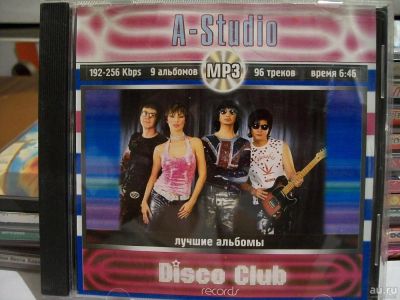 A-Studio
192-256 Kbps 9 альбомов MP3 96 треков время 6:46
лучшие альбомы
Disco Club
records
au.ru